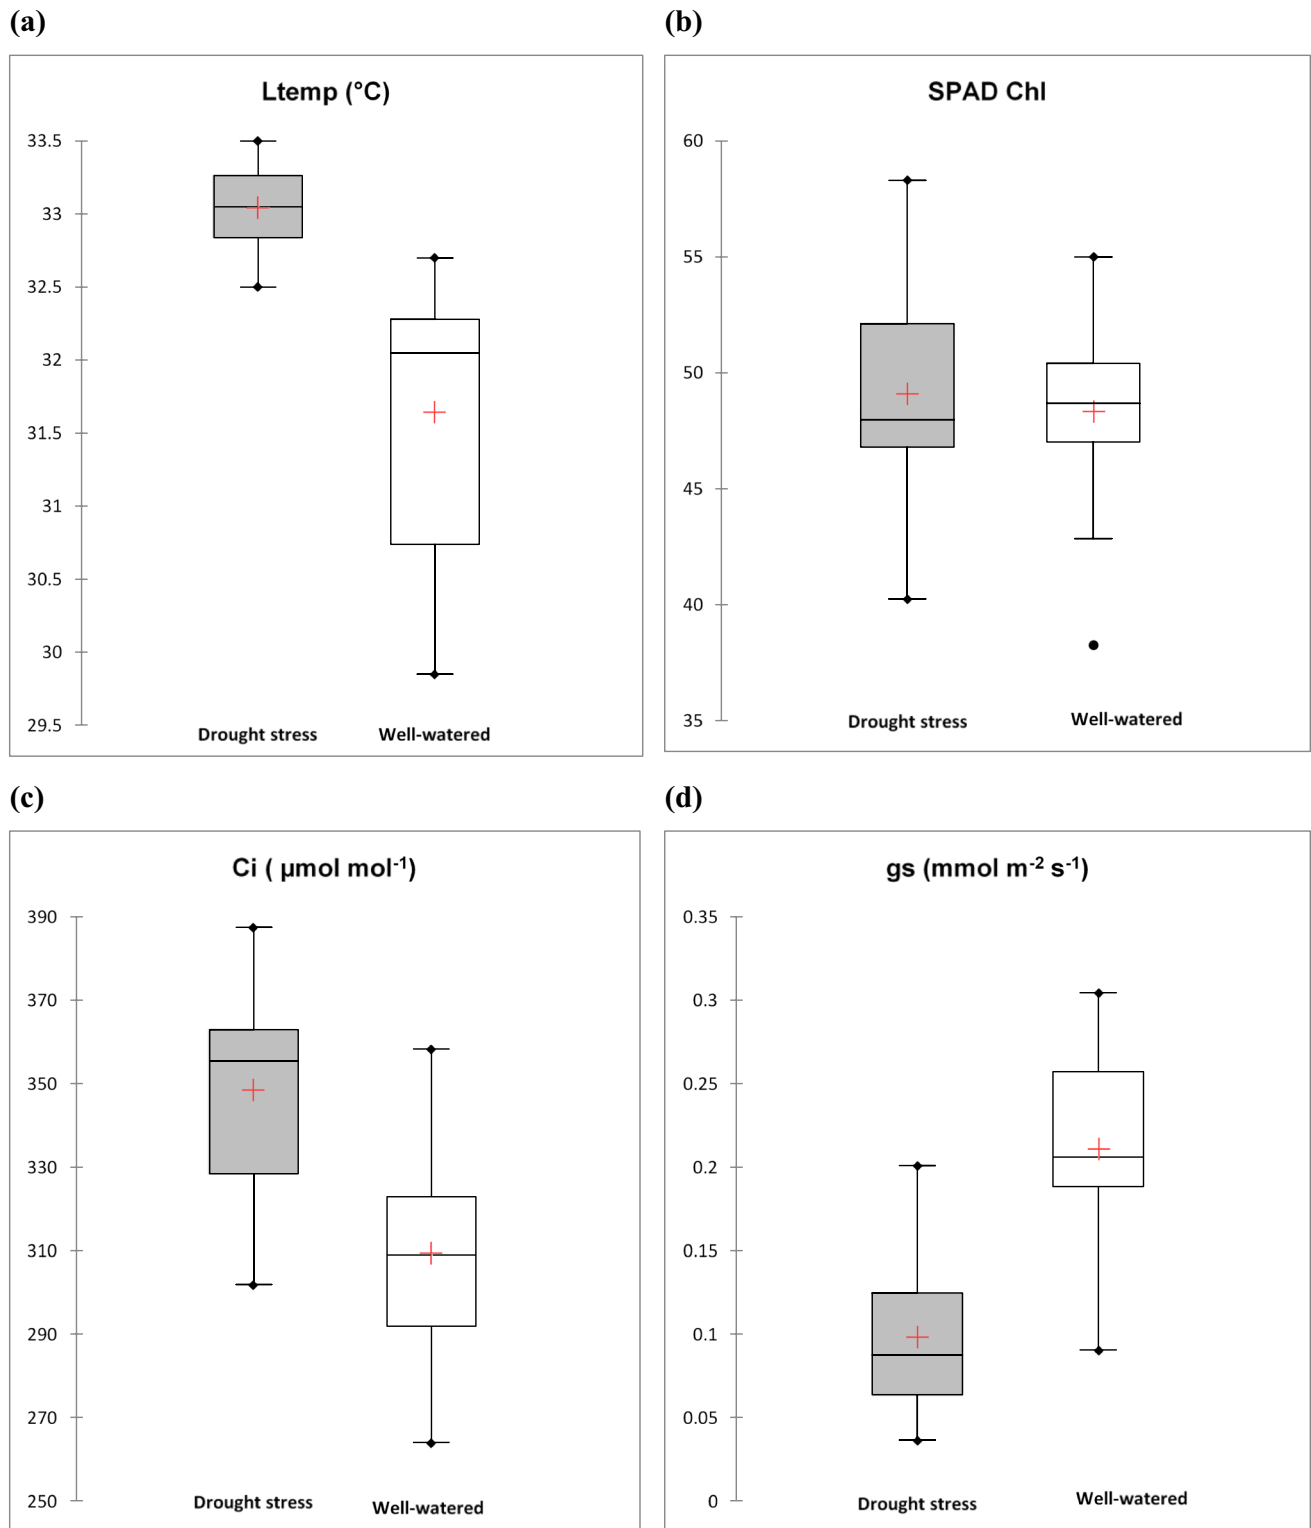 (a)
Ltemp (°C)
33.5
33
32.5
32
31.5
31
30.5
30
29.5
Drought stress
Well-watered
(b)
SPAD Chl
60
55
50
45
40
35
Drought stress
Well-watered
(c)
Ci ( µmol mol⁻¹)
390
370
350
330
310
290
270
250
Drought stress
Well-watered
(d)
gs (mmol m⁻² s⁻¹)
0.35
0.3
0.25
0.2
0.15
0.1
0.05
0
Drought stress
Well-watered